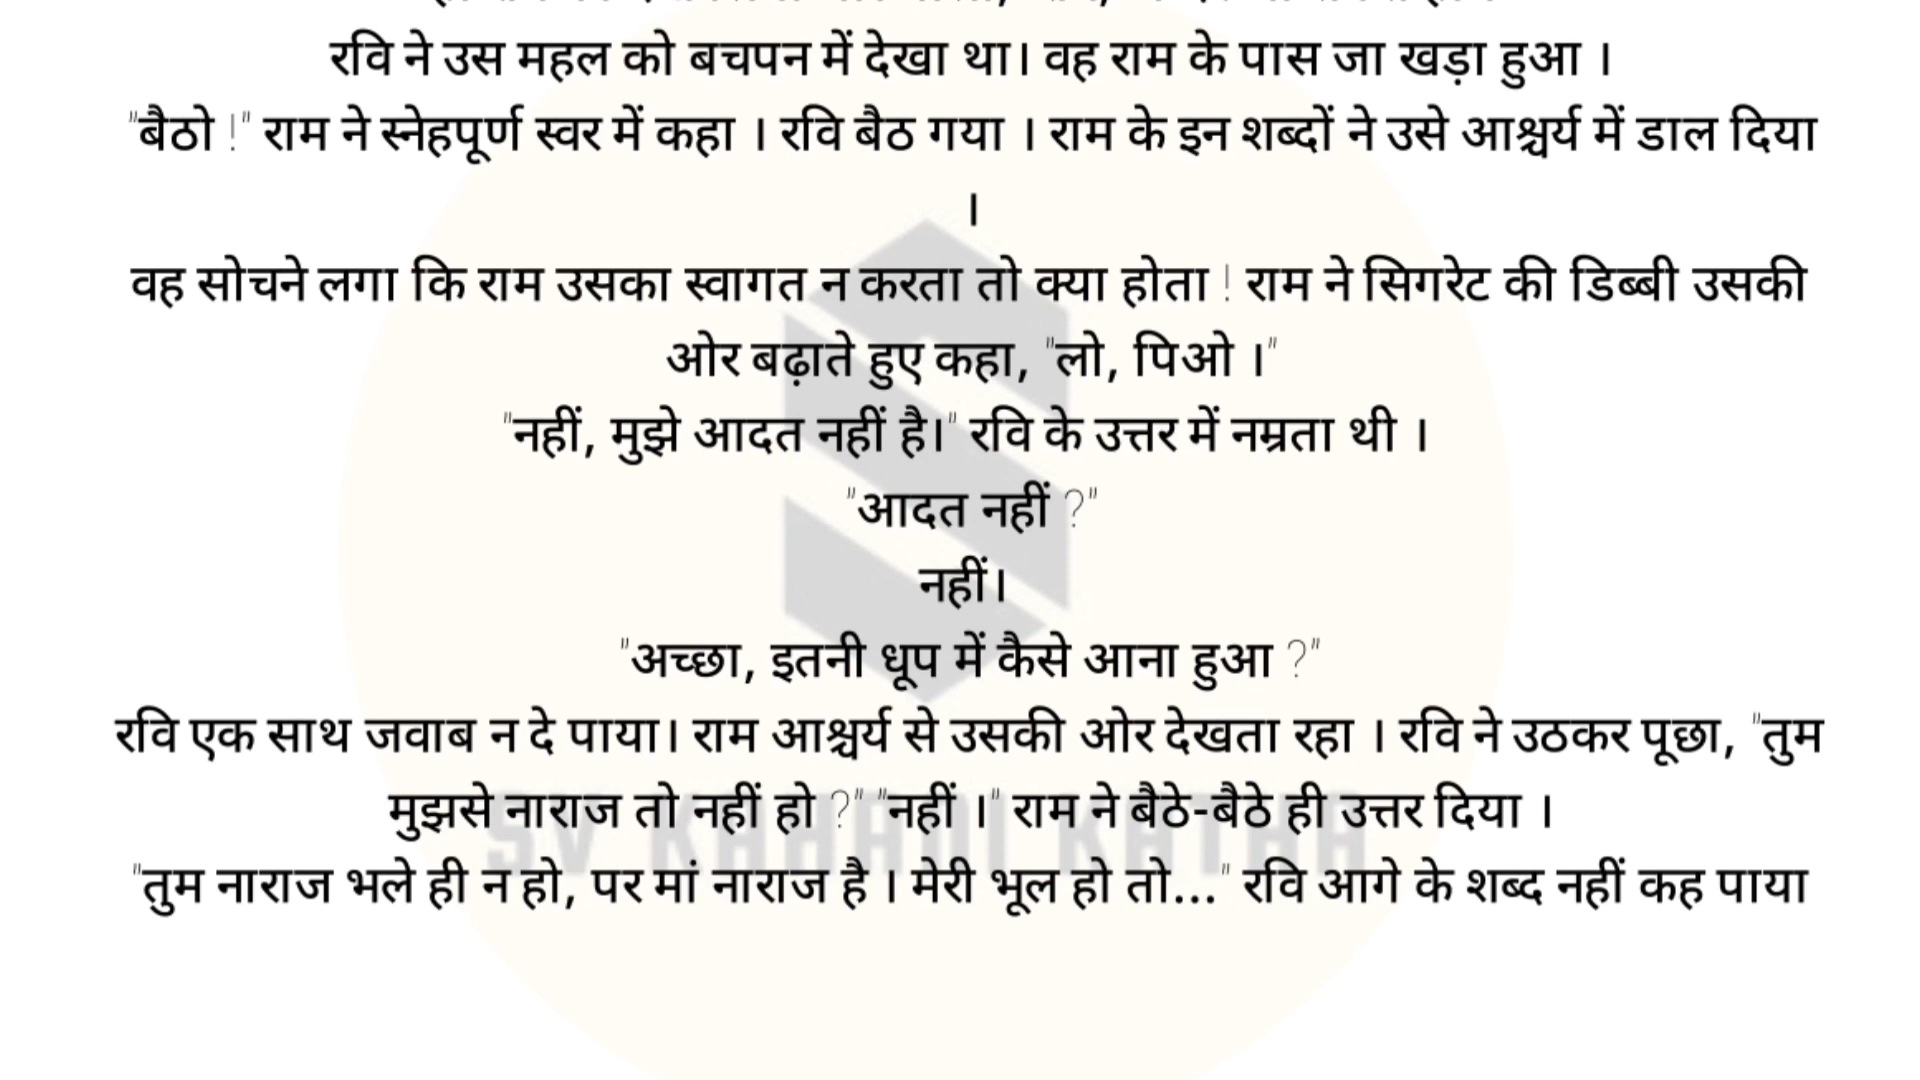 रवि ने उस महल को बचपन में देखा था। वह राम के पास जा खड़ा हुआ ।
"बैठो !" राम ने स्नेहपूर्ण स्वर में कहा । रवि बैठ गया । राम के इन शब्दों ने उसे आश्चर्य में डाल दिया
।
वह सोचने लगा कि राम उसका स्वागत न करता तो क्या होता ! राम ने सिगरेट की डिब्बी उसकी
ओर बढ़ाते हुए कहा, "लो, पिओ ।"
"नहीं, मुझे आदत नहीं है।" रवि के उत्तर में नम्रता थी ।
"आदत नहीं ?"
नहीं।
"अच्छा, इतनी धूप में कैसे आना हुआ ?"
रवि एक साथ जवाब न दे पाया। राम आश्चर्य से उसकी ओर देखता रहा । रवि ने उठकर पूछा, "तुम
मुझसे नाराज तो नहीं हो ?" "नहीं ।" राम ने बैठे-बैठे ही उत्तर दिया ।
SV KAHANI KATHA
"तुम नाराज भले ही न हो, पर मां नाराज है । मेरी भूल हो तो..." रवि आगे के शब्द नहीं कह पाया